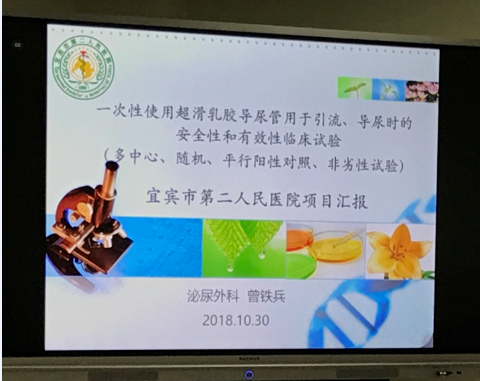 一次性使用超滑乳胶导尿管用于引流、导尿时的
安全性和有效性临床试验
（多中心、随机、平行阳性对照、非劣性试验）
宜宾市第二人民医院项目汇报
泌尿外科 曾铁兵
2018.10.30